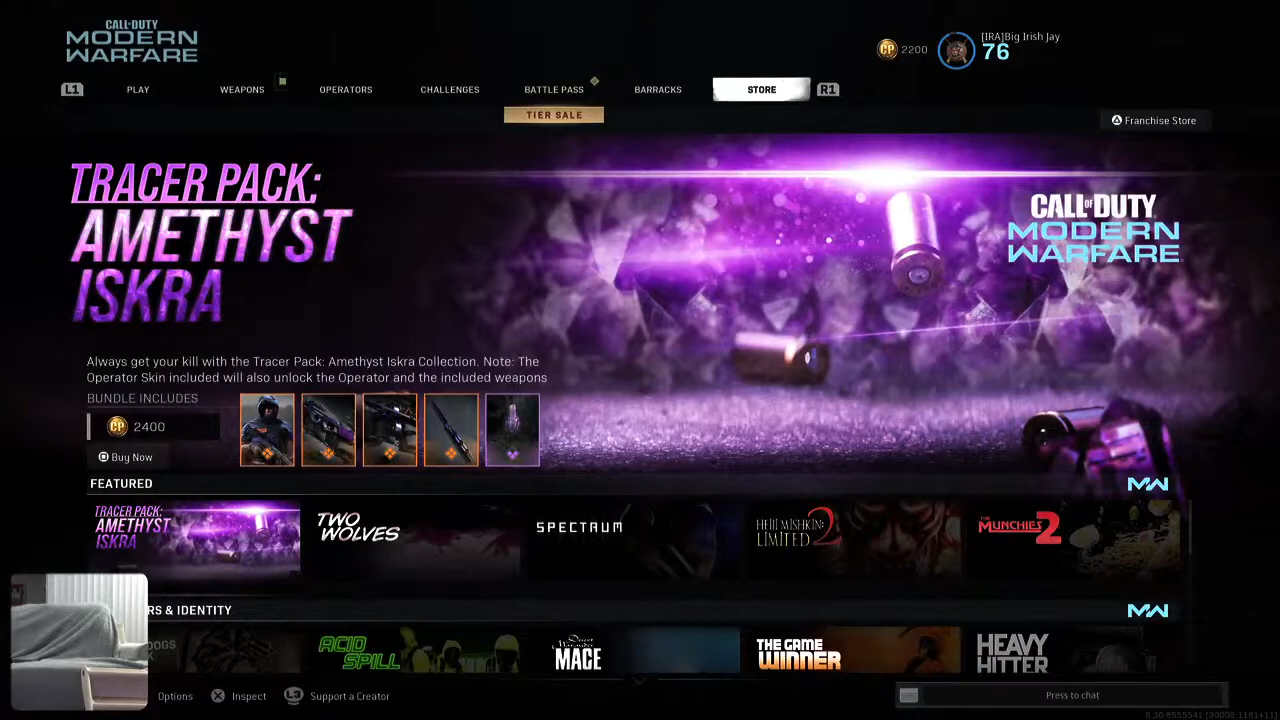 CALL OF DUTY
MODERN
WARFARE
CP 2200
[IRA]Big Irish Jay
76
L1 PLAY WEAPONS OPERATORS CHALLENGES BATTLE PASS BARRACKS STORE R1
TIER SALE
Franchise Store
TRACER PACK:
AMETHYST
ISKRA
CALL OF DUTY
MODERN
WARFARE
Always get your kill with the Tracer Pack: Amethyst Iskra Collection. Note: The
Operator Skin included will also unlock the Operator and the included weapons
BUNDLE INCLUDES
CP 2400
Buy Now
FEATURED
MW
TRACER PACK:
AMETHYST
ISKRA
TWO
WOLVES
SPECTRUM
LIMITED 2
THE
MUNCHIES 2
RS & IDENTITY
MW
DOGS
K
ACID
SPILL
MACE
THE GAME
WINNER
HEAVY
HITTER
Options Inspect L3 Support a Creator
Press to chat